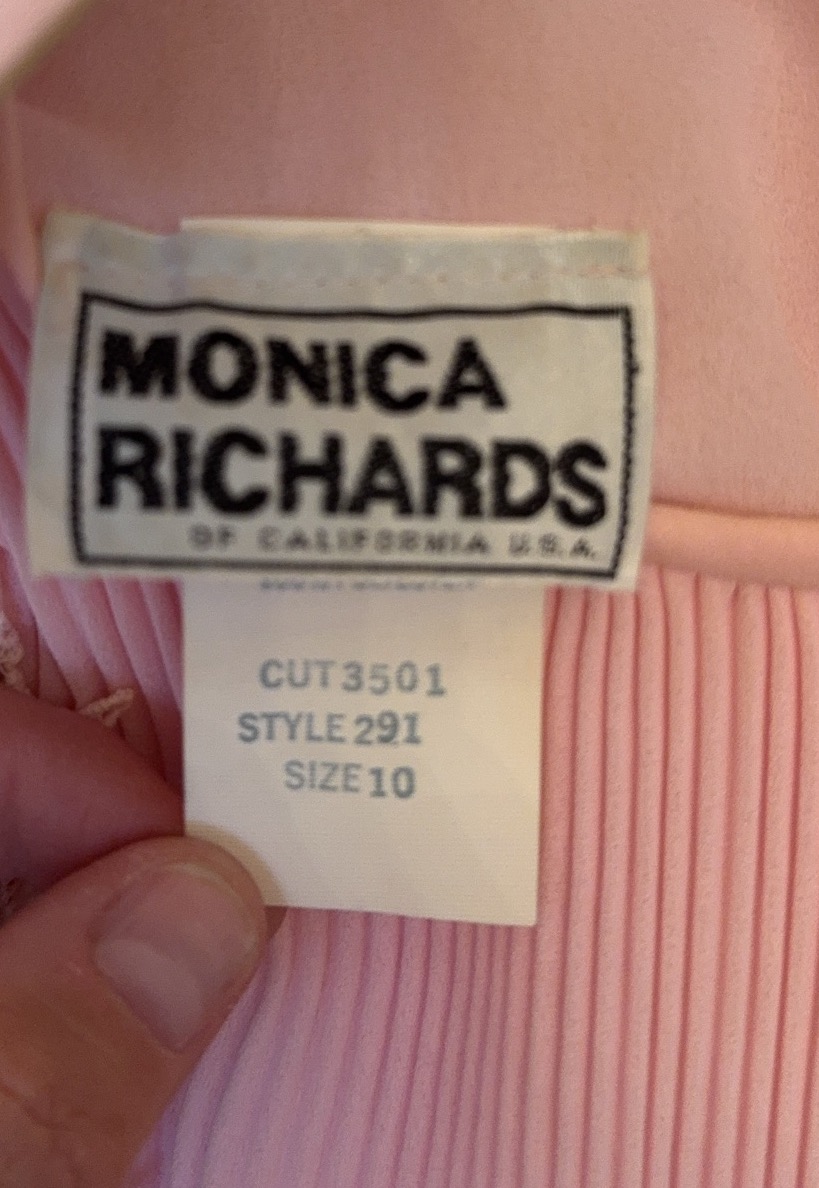 MONICA
RICHARDS
OF CALIFORNIA U.S.A.
CUT 3501
STYLE 291
SIZE 10